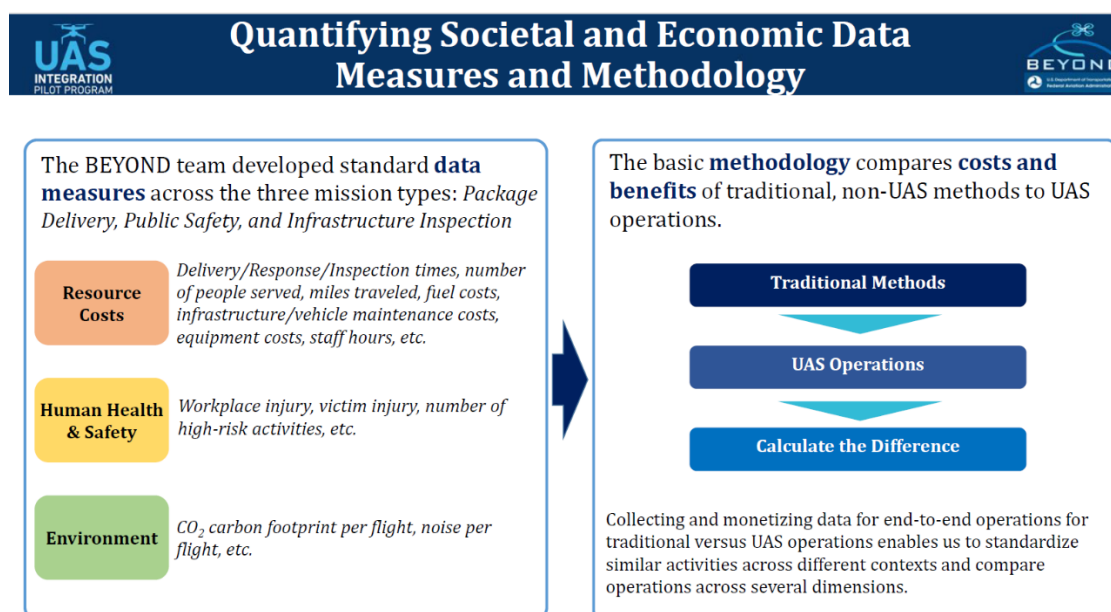 UAS
INTEGRATION
PILOT PROGRAM
Quantifying Societal and Economic Data
Measures and Methodology
BEYOND
U.S. Department of Transportation
Federal Aviation Administration
The BEYOND team developed standard data
measures across the three mission types: Package
Delivery, Public Safety, and Infrastructure Inspection
Resource
Costs
Delivery/Response/Inspection times, number
of people served, miles traveled, fuel costs,
infrastructure/vehicle maintenance costs,
equipment costs, staff hours, etc.
Human Health
& Safety
Workplace injury, victim injury, number of
high-risk activities, etc.
Environment
CO₂ carbon footprint per flight, noise per
flight, etc.
The basic methodology compares costs and
benefits of traditional, non-UAS methods to UAS
operations.
Traditional Methods
UAS Operations
Calculate the Difference
Collecting and monetizing data for end-to-end operations for
traditional versus UAS operations enables us to standardize
similar activities across different contexts and compare
operations across several dimensions.